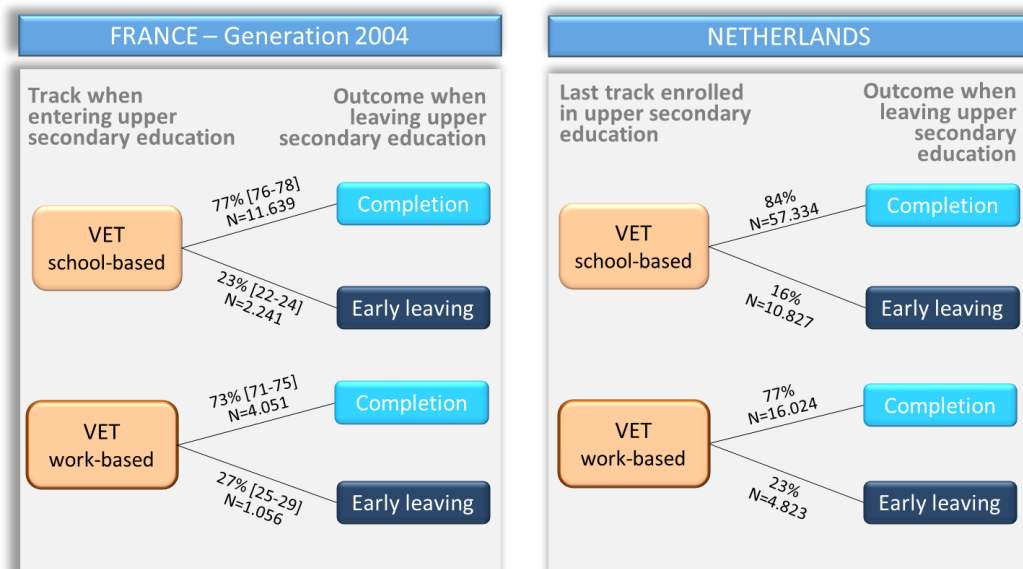 FRANCE – Generation 2004
Track when
entering upper
secondary education
Outcome when
leaving upper
secondary education
VET
school-based
77% [76-78]
N=11.639
Completion
23% [22-24]
N=2.241
Early leaving
VET
work-based
73% [71-75]
N=4.051
Completion
27% [25-29]
N=1.056
Early leaving
NETHERLANDS
Last track enrolled
in upper secondary
education
Outcome when
leaving upper
secondary
education
VET
school-based
84%
N=57.334
Completion
16%
N=10.827
Early leaving
VET
work-based
77%
N=16.024
Completion
23%
N=4.823
Early leaving